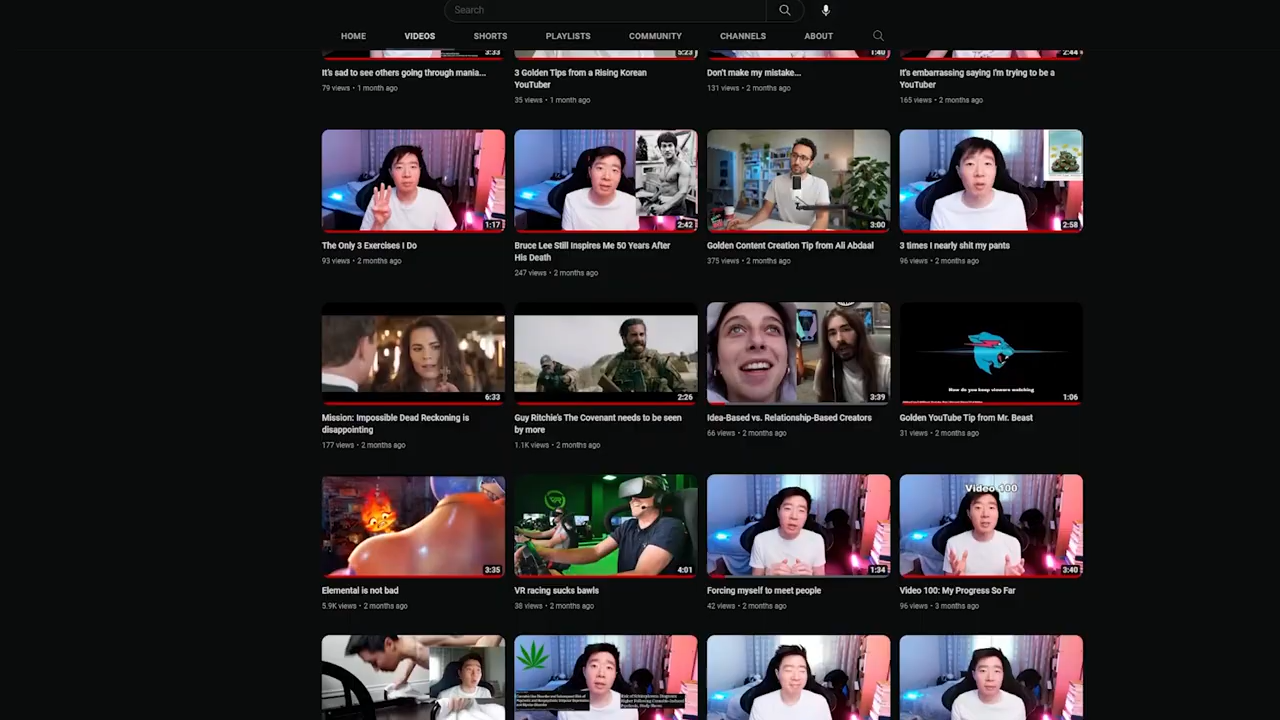 Search
HOME
VIDEOS
SHORTS
PLAYLISTS
COMMUNITY
CHANNELS
ABOUT
3:33
5:23
1:40
2:44
It's sad to see others going through mania...
79 views • 1 month ago
3 Golden Tips from a Rising Korean
YouTuber
35 views • 1 month ago
Don't make my mistake...
131 views • 2 months ago
It's embarrassing saying I'm trying to be a
YouTuber
165 views • 2 months ago
1:17
2:42
3:00
2:58
The Only 3 Exercises I Do
93 views • 2 months ago
Bruce Lee Still Inspires Me 50 Years After
His Death
247 views • 2 months ago
Golden Content Creation Tip from Ali Abdaal
375 views • 2 months ago
3 times I nearly shit my pants
96 views • 2 months ago
6:33
2:26
3:39
How do you keep viewers watching
1:06
Mission: Impossible Dead Reckoning is
disappointing
177 views • 2 months ago
Guy Ritchie's The Covenant needs to be seen
by more
1.1K views • 2 months ago
Idea-Based vs. Relationship-Based Creators
66 views • 2 months ago
Golden YouTube Tip from Mr. Beast
31 views • 2 months ago
3:35
VR
4:01
1:34
Video 100
3:40
Elemental is not bad
5.9K views • 2 months ago
VR racing sucks bawls
38 views • 2 months ago
Forcing myself to meet people
42 views • 2 months ago
Video 100: My Progress So Far
96 views • 3 months ago